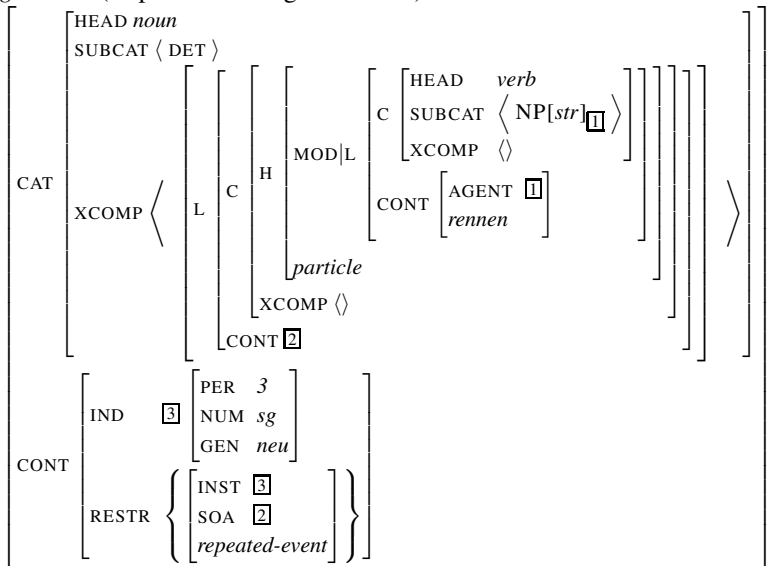 HEAD noun
SUBCAT ⟨ DET ⟩
HEAD verb
C SUBCAT ⟨ NP[str] 1 ⟩
MOD|L XCOMP ⟨⟩
H
C
CAT XCOMP ⟨ L CONT AGENT 1 ⟩
rennen
particle
XCOMP ⟨⟩
CONT 2
PER 3
IND 3 NUM sg
GEN neu
CONT
INST 3
RESTR { SOA 2 }
repeated-event